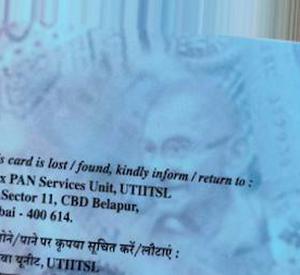 s card is lost / found, kindly inform / return to :
x PAN Services Unit, UTIITSL
Sector 11, CBD Belapur,
bai - 400 614.
ोने/पाने पर कृपया सूचित करें/लौटाएं :
वा यूनीट, UTIITSL